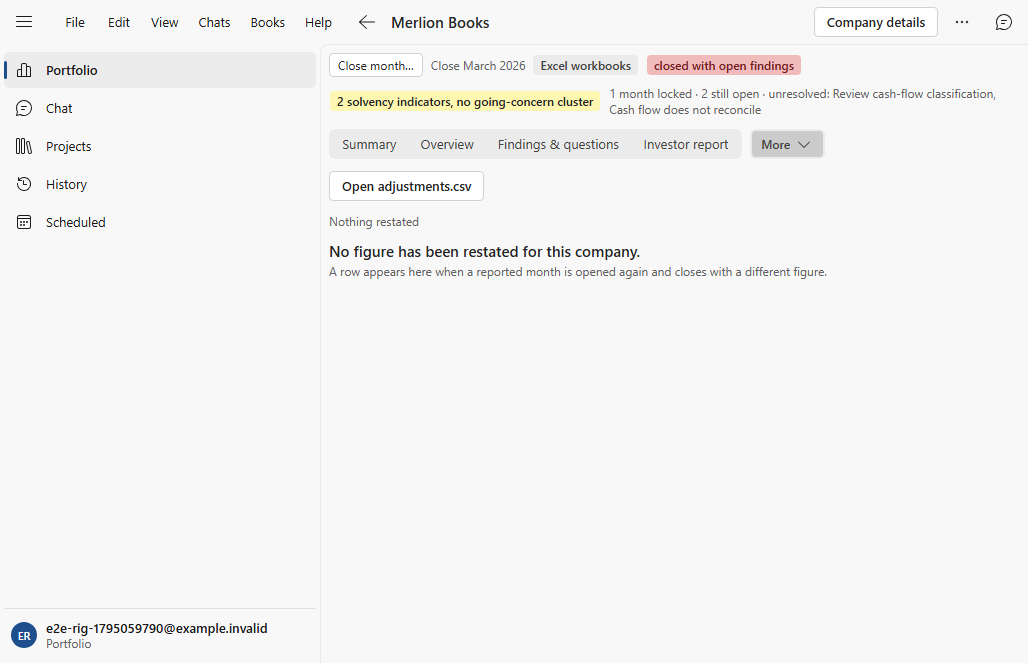 File Edit View Chats Books Help Merlion Books Company details
Portfolio
Chat
Projects
History
Scheduled
Close month... Close March 2026 Excel workbooks closed with open findings
2 solvency indicators, no going-concern cluster
1 month locked · 2 still open · unresolved: Review cash-flow classification,
Cash flow does not reconcile
Summary Overview Findings & questions Investor report More
Open adjustments.csv
Nothing restated
No figure has been restated for this company.
A row appears here when a reported month is opened again and closes with a different figure.
ER
e2e-rig-1795059790@example.invalid
Portfolio